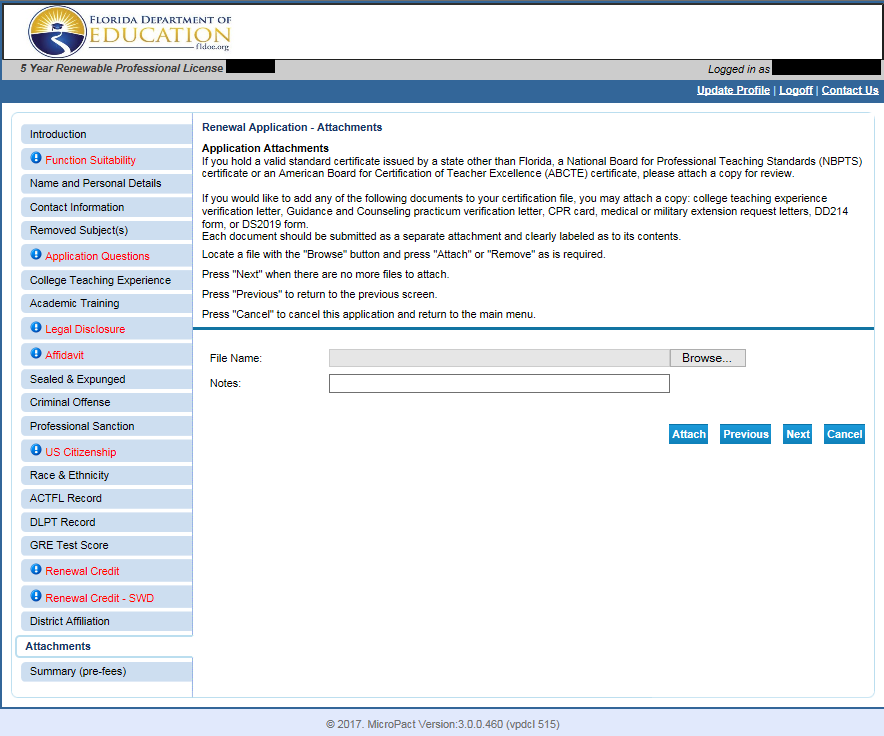 FLORIDA DEPARTMENT OF
EDUCATION
fldoe.org
5 Year Renewable Professional License
Logged in as
Update Profile | Logoff | Contact Us
Introduction
Function Suitability
Name and Personal Details
Contact Information
Removed Subject(s)
Application Questions
College Teaching Experience
Academic Training
Legal Disclosure
Affidavit
Sealed & Expunged
Criminal Offense
Professional Sanction
US Citizenship
Race & Ethnicity
ACTFL Record
DLPT Record
GRE Test Score
Renewal Credit
Renewal Credit - SWD
District Affiliation
Attachments
Summary (pre-fees)
Renewal Application - Attachments
Application Attachments
If you hold a valid standard certificate issued by a state other than Florida, a National Board for Professional Teaching Standards (NBPTS)
certificate or an American Board for Certification of Teacher Excellence (ABCTE) certificate, please attach a copy for review.
If you would like to add any of the following documents to your certification file, you may attach a copy: college teaching experience
verification letter, Guidance and Counseling practicum verification letter, CPR card, medical or military extension request letters, DD214
form, or DS2019 form.
Each document should be submitted as a separate attachment and clearly labeled as to its contents.
Locate a file with the "Browse" button and press "Attach" or "Remove" as is required.
Press "Next" when there are no more files to attach.
Press "Previous" to return to the previous screen.
Press "Cancel" to cancel this application and return to the main menu.
File Name:
Browse...
Notes:
Attach Previous Next Cancel
© 2017. MicroPact Version:3.0.0.460 (vpdcl 515)